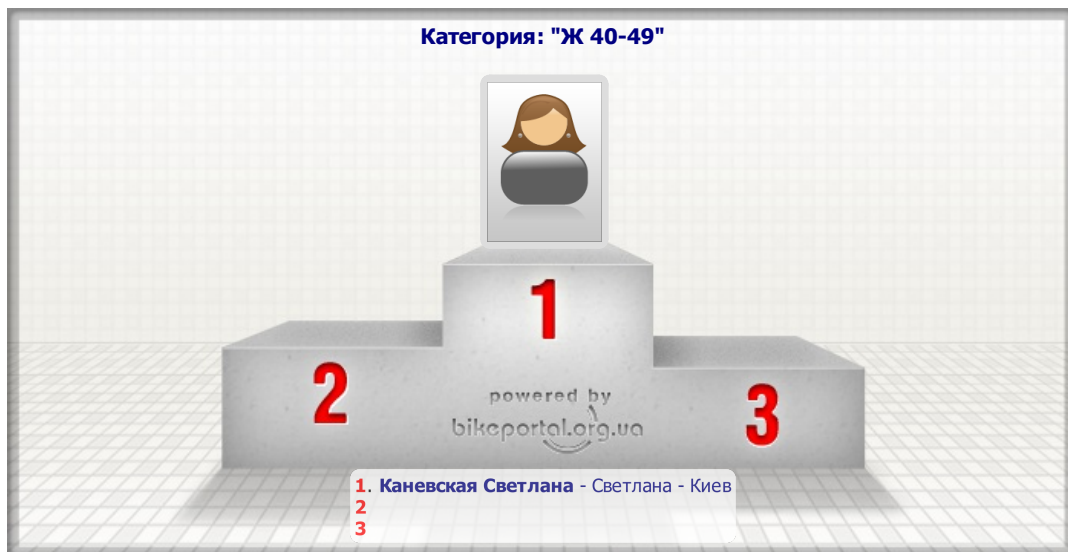 Категория: "Ж 40-49"
1
2
3
powered by
bikeportal.org.ua
1. Каневская Светлана - Светлана - Киев
2
3